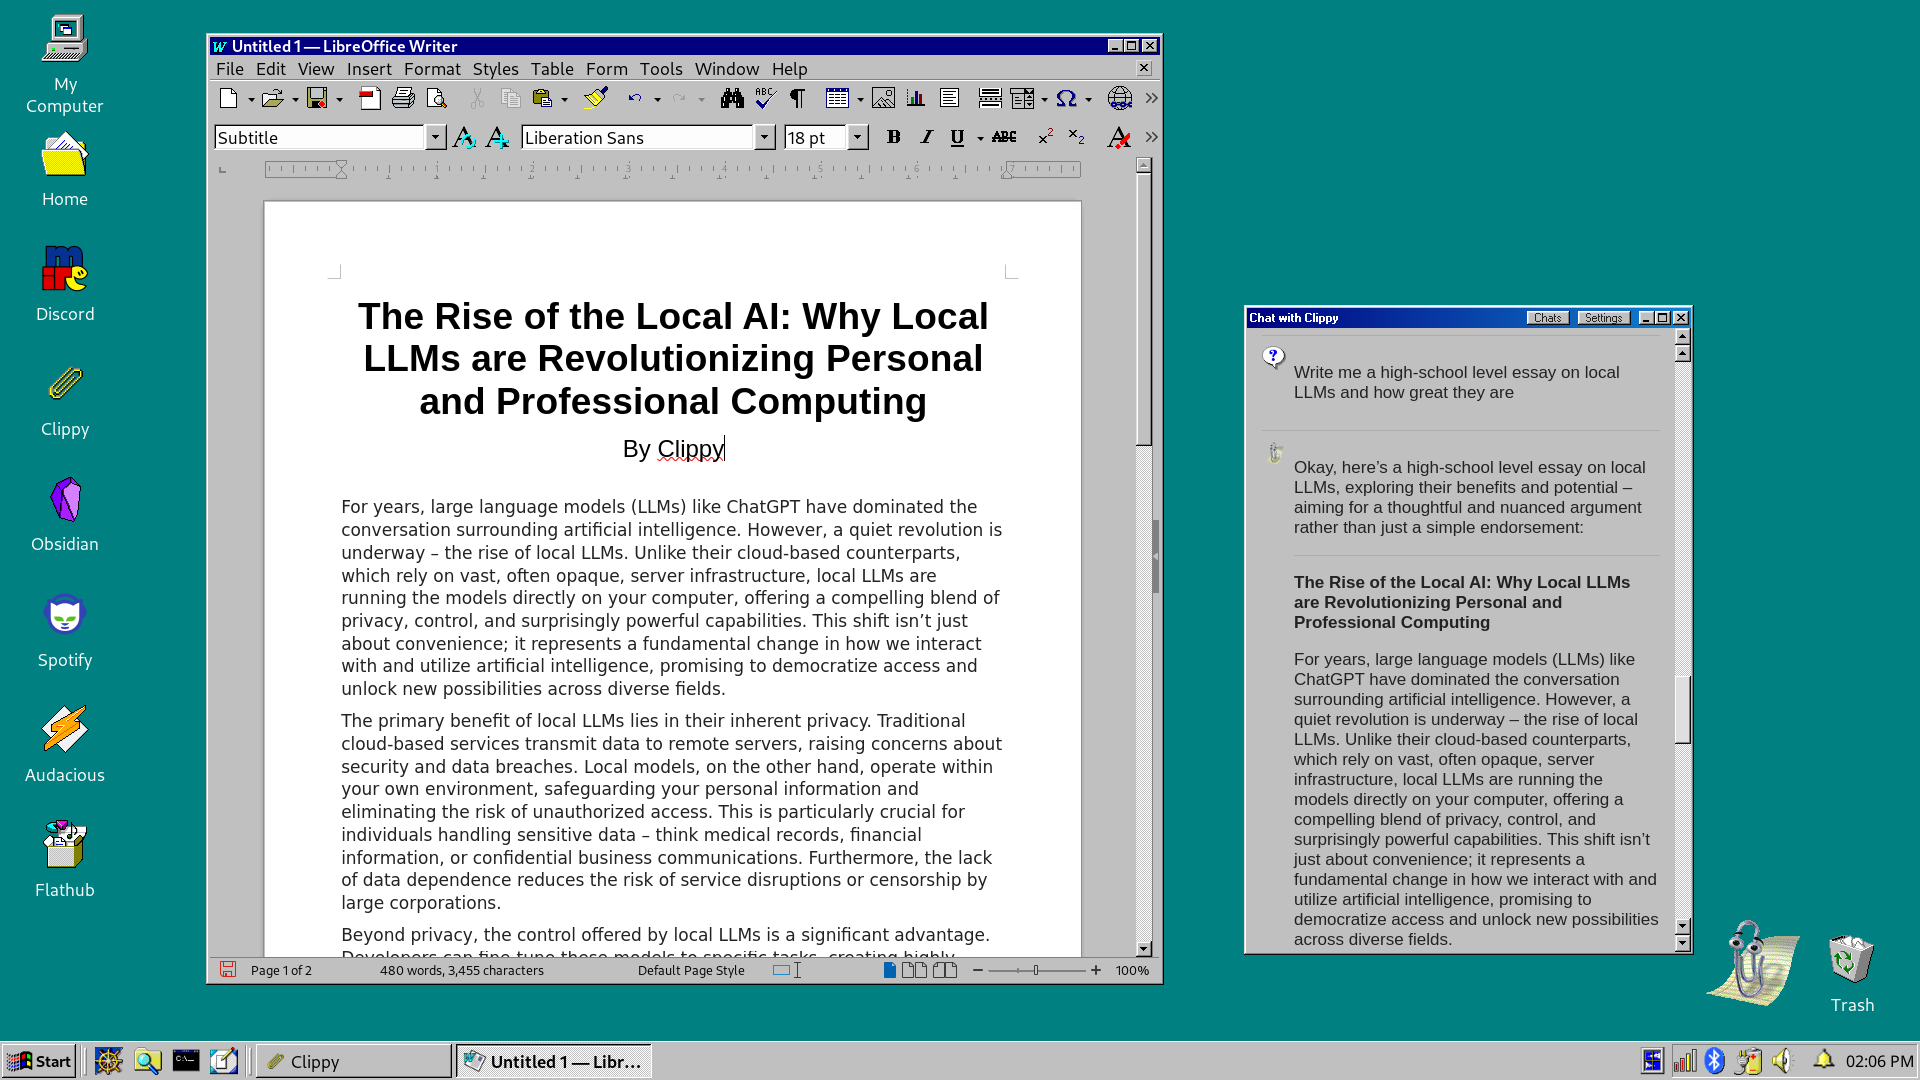 My
Computer
Home
Discord
Clippy
Obsidian
Spotify
Audacious
Flathub
Untitled 1 — LibreOffice Writer
File Edit View Insert Format Styles Table Form Tools Window Help
Subtitle
Liberation Sans
18 pt
The Rise of the Local AI: Why Local
LLMs are Revolutionizing Personal
and Professional Computing
By Clippy
For years, large language models (LLMs) like ChatGPT have dominated the
conversation surrounding artificial intelligence. However, a quiet revolution is
underway – the rise of local LLMs. Unlike their cloud-based counterparts,
which rely on vast, often opaque, server infrastructure, local LLMs are
running the models directly on your computer, offering a compelling blend of
privacy, control, and surprisingly powerful capabilities. This shift isn’t just
about convenience; it represents a fundamental change in how we interact
with and utilize artificial intelligence, promising to democratize access and
unlock new possibilities across diverse fields.
The primary benefit of local LLMs lies in their inherent privacy. Traditional
cloud-based services transmit data to remote servers, raising concerns about
security and data breaches. Local models, on the other hand, operate within
your own environment, safeguarding your personal information and
eliminating the risk of unauthorized access. This is particularly crucial for
individuals handling sensitive data – think medical records, financial
information, or confidential business communications. Furthermore, the lack
of data dependence reduces the risk of service disruptions or censorship by
large corporations.
Beyond privacy, the control offered by local LLMs is a significant advantage.
Developers can fine-tune these models to specific tasks, creating highly
Page 1 of 2
480 words, 3,455 characters
Default Page Style
100%
Chat with Clippy
Chats
Settings
Write me a high-school level essay on local
LLMs and how great they are
Okay, here’s a high-school level essay on local
LLMs, exploring their benefits and potential –
aiming for a thoughtful and nuanced argument
rather than just a simple endorsement:
The Rise of the Local AI: Why Local LLMs
are Revolutionizing Personal and
Professional Computing
For years, large language models (LLMs) like
ChatGPT have dominated the conversation
surrounding artificial intelligence. However, a
quiet revolution is underway – the rise of local
LLMs. Unlike their cloud-based counterparts,
which rely on vast, often opaque, server
infrastructure, local LLMs are running the
models directly on your computer, offering a
compelling blend of privacy, control, and
surprisingly powerful capabilities. This shift isn’t
just about convenience; it represents a
fundamental change in how we interact with and
utilize artificial intelligence, promising to
democratize access and unlock new possibilities
across diverse fields.
Trash
Start
Clippy
Untitled 1 — Libr...
02:06 PM